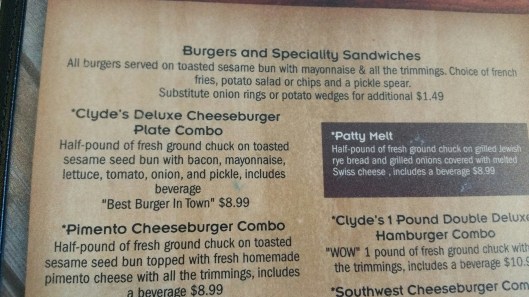 Burgers and Speciality Sandwiches
All burgers served on toasted sesame bun with mayonnaise & all the trimmings. Choice of french
fries, potato salad or chips and a pickle spear.
Substitute onion rings or potato wedges for additional $1.49
*Clyde's Deluxe Cheeseburger
Plate Combo
Half-pound of fresh ground chuck on toasted
sesame seed bun with bacon, mayonnaise,
lettuce, tomato, onion, and pickle, includes
beverage
"Best Burger In Town" $8.99
*Pimento Cheeseburger Combo
Half-pound of fresh ground chuck on toasted
sesame seed bun topped with fresh homemade
pimento cheese with all the trimmings, includes
a beverage $8.99
*Patty Melt
Half-pound of fresh ground chuck on grilled Jewish
rye bread and grilled onions covered with melted
Swiss cheese , includes a beverage $8.99
*Clyde's 1 Pound Double Deluxe
Hamburger Combo
"WOW" 1 pound of fresh ground chuck with
the trimmings, includes a beverage
*Southwest Cheeseburger